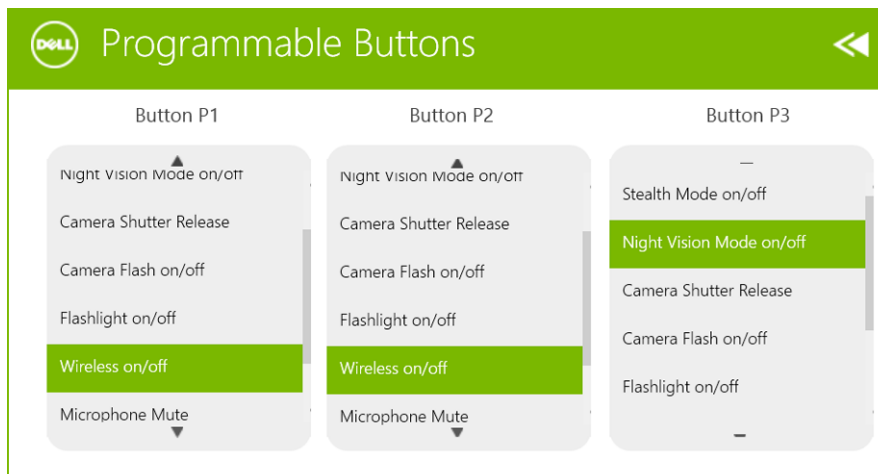 DELL Programmable Buttons
Button P1
Night Vision Mode on/off
Camera Shutter Release
Camera Flash on/off
Flashlight on/off
Wireless on/off
Microphone Mute
Button P2
Night Vision Mode on/off
Camera Shutter Release
Camera Flash on/off
Flashlight on/off
Wireless on/off
Microphone Mute
Button P3
Stealth Mode on/off
Night Vision Mode on/off
Camera Shutter Release
Camera Flash on/off
Flashlight on/off